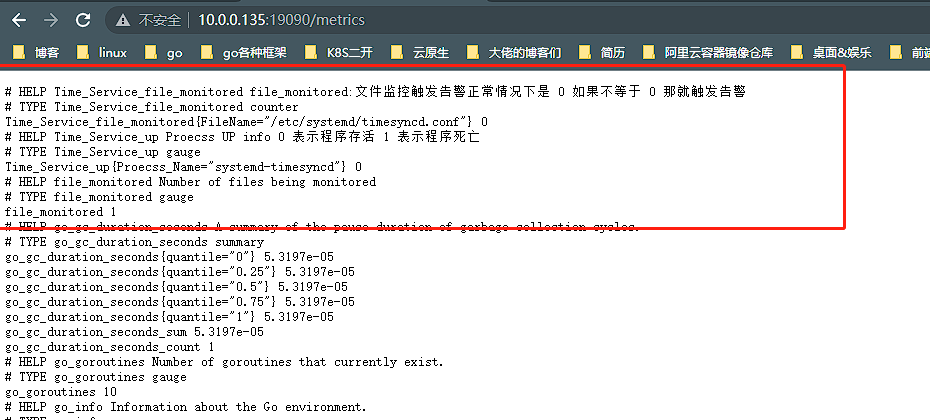 不安全 10.0.0.135:19090/metrics
博客 linux go go各种框架 K8S二开 云原生 大佬的博客们 简历 阿里云容器镜像仓库 桌面&娱乐
# HELP Time_Service_file_monitored file_monitored:文件监控触发告警正常情况下是 0 如果不等于 0 那就触发告警
# TYPE Time_Service_file_monitored counter
Time_Service_file_monitored{FileName="/etc/systemd/timesyncd.conf"} 0
# HELP Time_Service_up Proecss UP info 0 表示程序存活 1 表示程序死亡
# TYPE Time_Service_up gauge
Time_Service_up{Proecss_Name="systemd-timesyncd"} 0
# HELP file_monitored Number of files being monitored
# TYPE file_monitored gauge
file_monitored 1
# HELP go_gc_duration_seconds A summary of the pause duration of garbage collection cycles.
# TYPE go_gc_duration_seconds summary
go_gc_duration_seconds{quantile="0"} 5.3197e-05
go_gc_duration_seconds{quantile="0.25"} 5.3197e-05
go_gc_duration_seconds{quantile="0.5"} 5.3197e-05
go_gc_duration_seconds{quantile="0.75"} 5.3197e-05
go_gc_duration_seconds{quantile="1"} 5.3197e-05
go_gc_duration_seconds_sum 5.3197e-05
go_gc_duration_seconds_count 1
# HELP go_goroutines Number of goroutines that currently exist.
# TYPE go_goroutines gauge
go_goroutines 10
# HELP go_info Information about the Go environment.